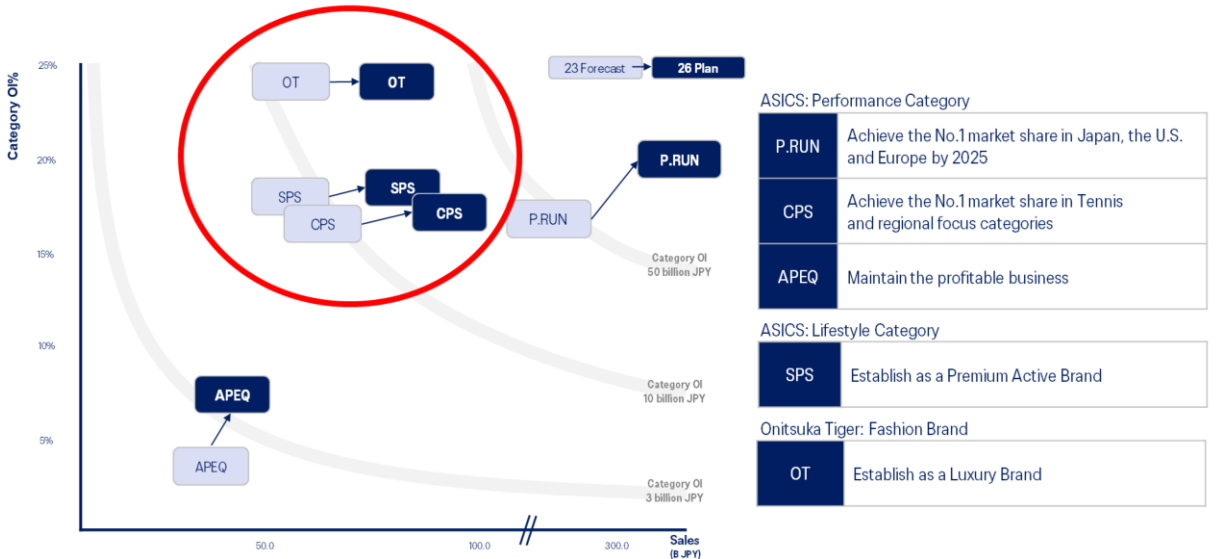 Category OI%
25%
20%
15%
10%
5%
OT
OT
SPS
SPS
CPS
CPS
APEQ
APEQ
23 Forecast
26 Plan
P.RUN
P.RUN
Category OI
50 billion JPY
Category OI
10 billion JPY
Category OI
3 billion JPY
50.0
100.0
300.0
Sales
(B JPY)
ASICS: Performance Category
P.RUN
Achieve the No.1 market share in Japan, the U.S.
and Europe by 2025
CPS
Achieve the No.1 market share in Tennis
and regional focus categories
APEQ
Maintain the profitable business
ASICS: Lifestyle Category
SPS
Establish as a Premium Active Brand
Onitsuka Tiger: Fashion Brand
OT
Establish as a Luxury Brand